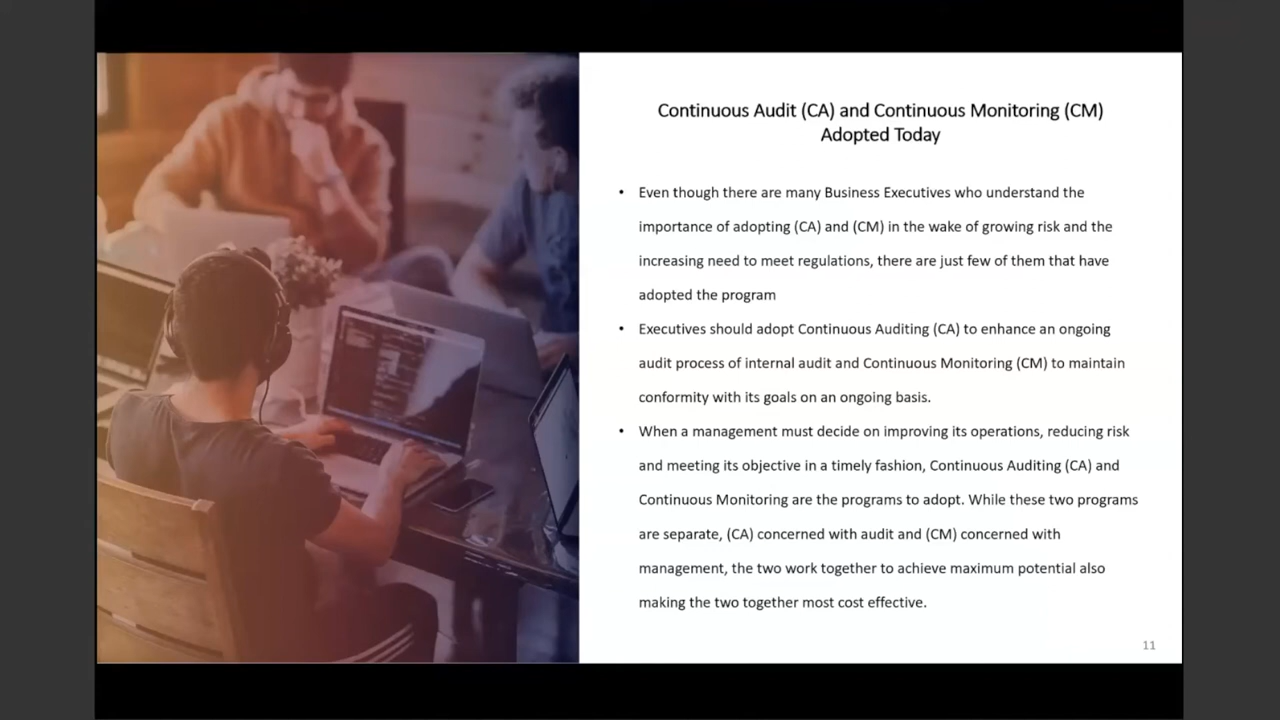 Continuous Audit (CA) and Continuous Monitoring (CM)
Adopted Today
• Even though there are many Business Executives who understand the
importance of adopting (CA) and (CM) in the wake of growing risk and the
increasing need to meet regulations, there are just few of them that have
adopted the program
• Executives should adopt Continuous Auditing (CA) to enhance an ongoing
audit process of internal audit and Continuous Monitoring (CM) to maintain
conformity with its goals on an ongoing basis.
• When a management must decide on improving its operations, reducing risk
and meeting its objective in a timely fashion, Continuous Auditing (CA) and
Continuous Monitoring are the programs to adopt. While these two programs
are separate, (CA) concerned with audit and (CM) concerned with
management, the two work together to achieve maximum potential also
making the two together most cost effective.
11